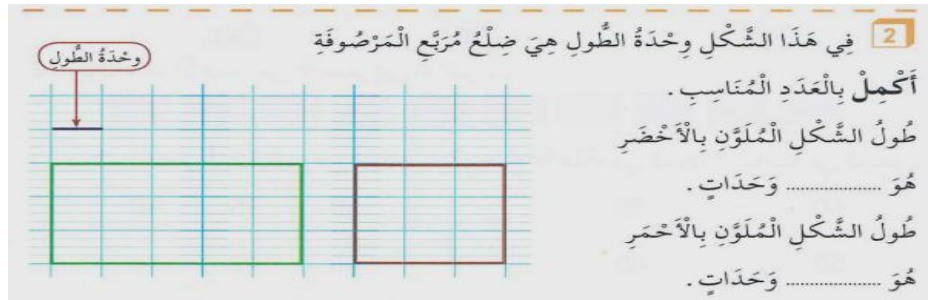 2 فِي هَذَا الشَّكْلِ وِحْدَةُ الطُّولِ هِيَ ضِلْعُ مُرَبَّعِ الْمَرْصُوفَةِ
أَكْمِلْ بِالْعَدَدِ الْمُنَاسِبِ .
طُولُ الشَّكْلِ الْمُلَوَّنِ بِالْأَخْضَرِ
هُوَ ................... وَحَدَاتٍ .
طُولُ الشَّكْلِ الْمُلَوَّنِ بِالْأَحْمَرِ
هُوَ ................... وَحَدَاتٍ .
وِحْدَةُ الطُّولِ